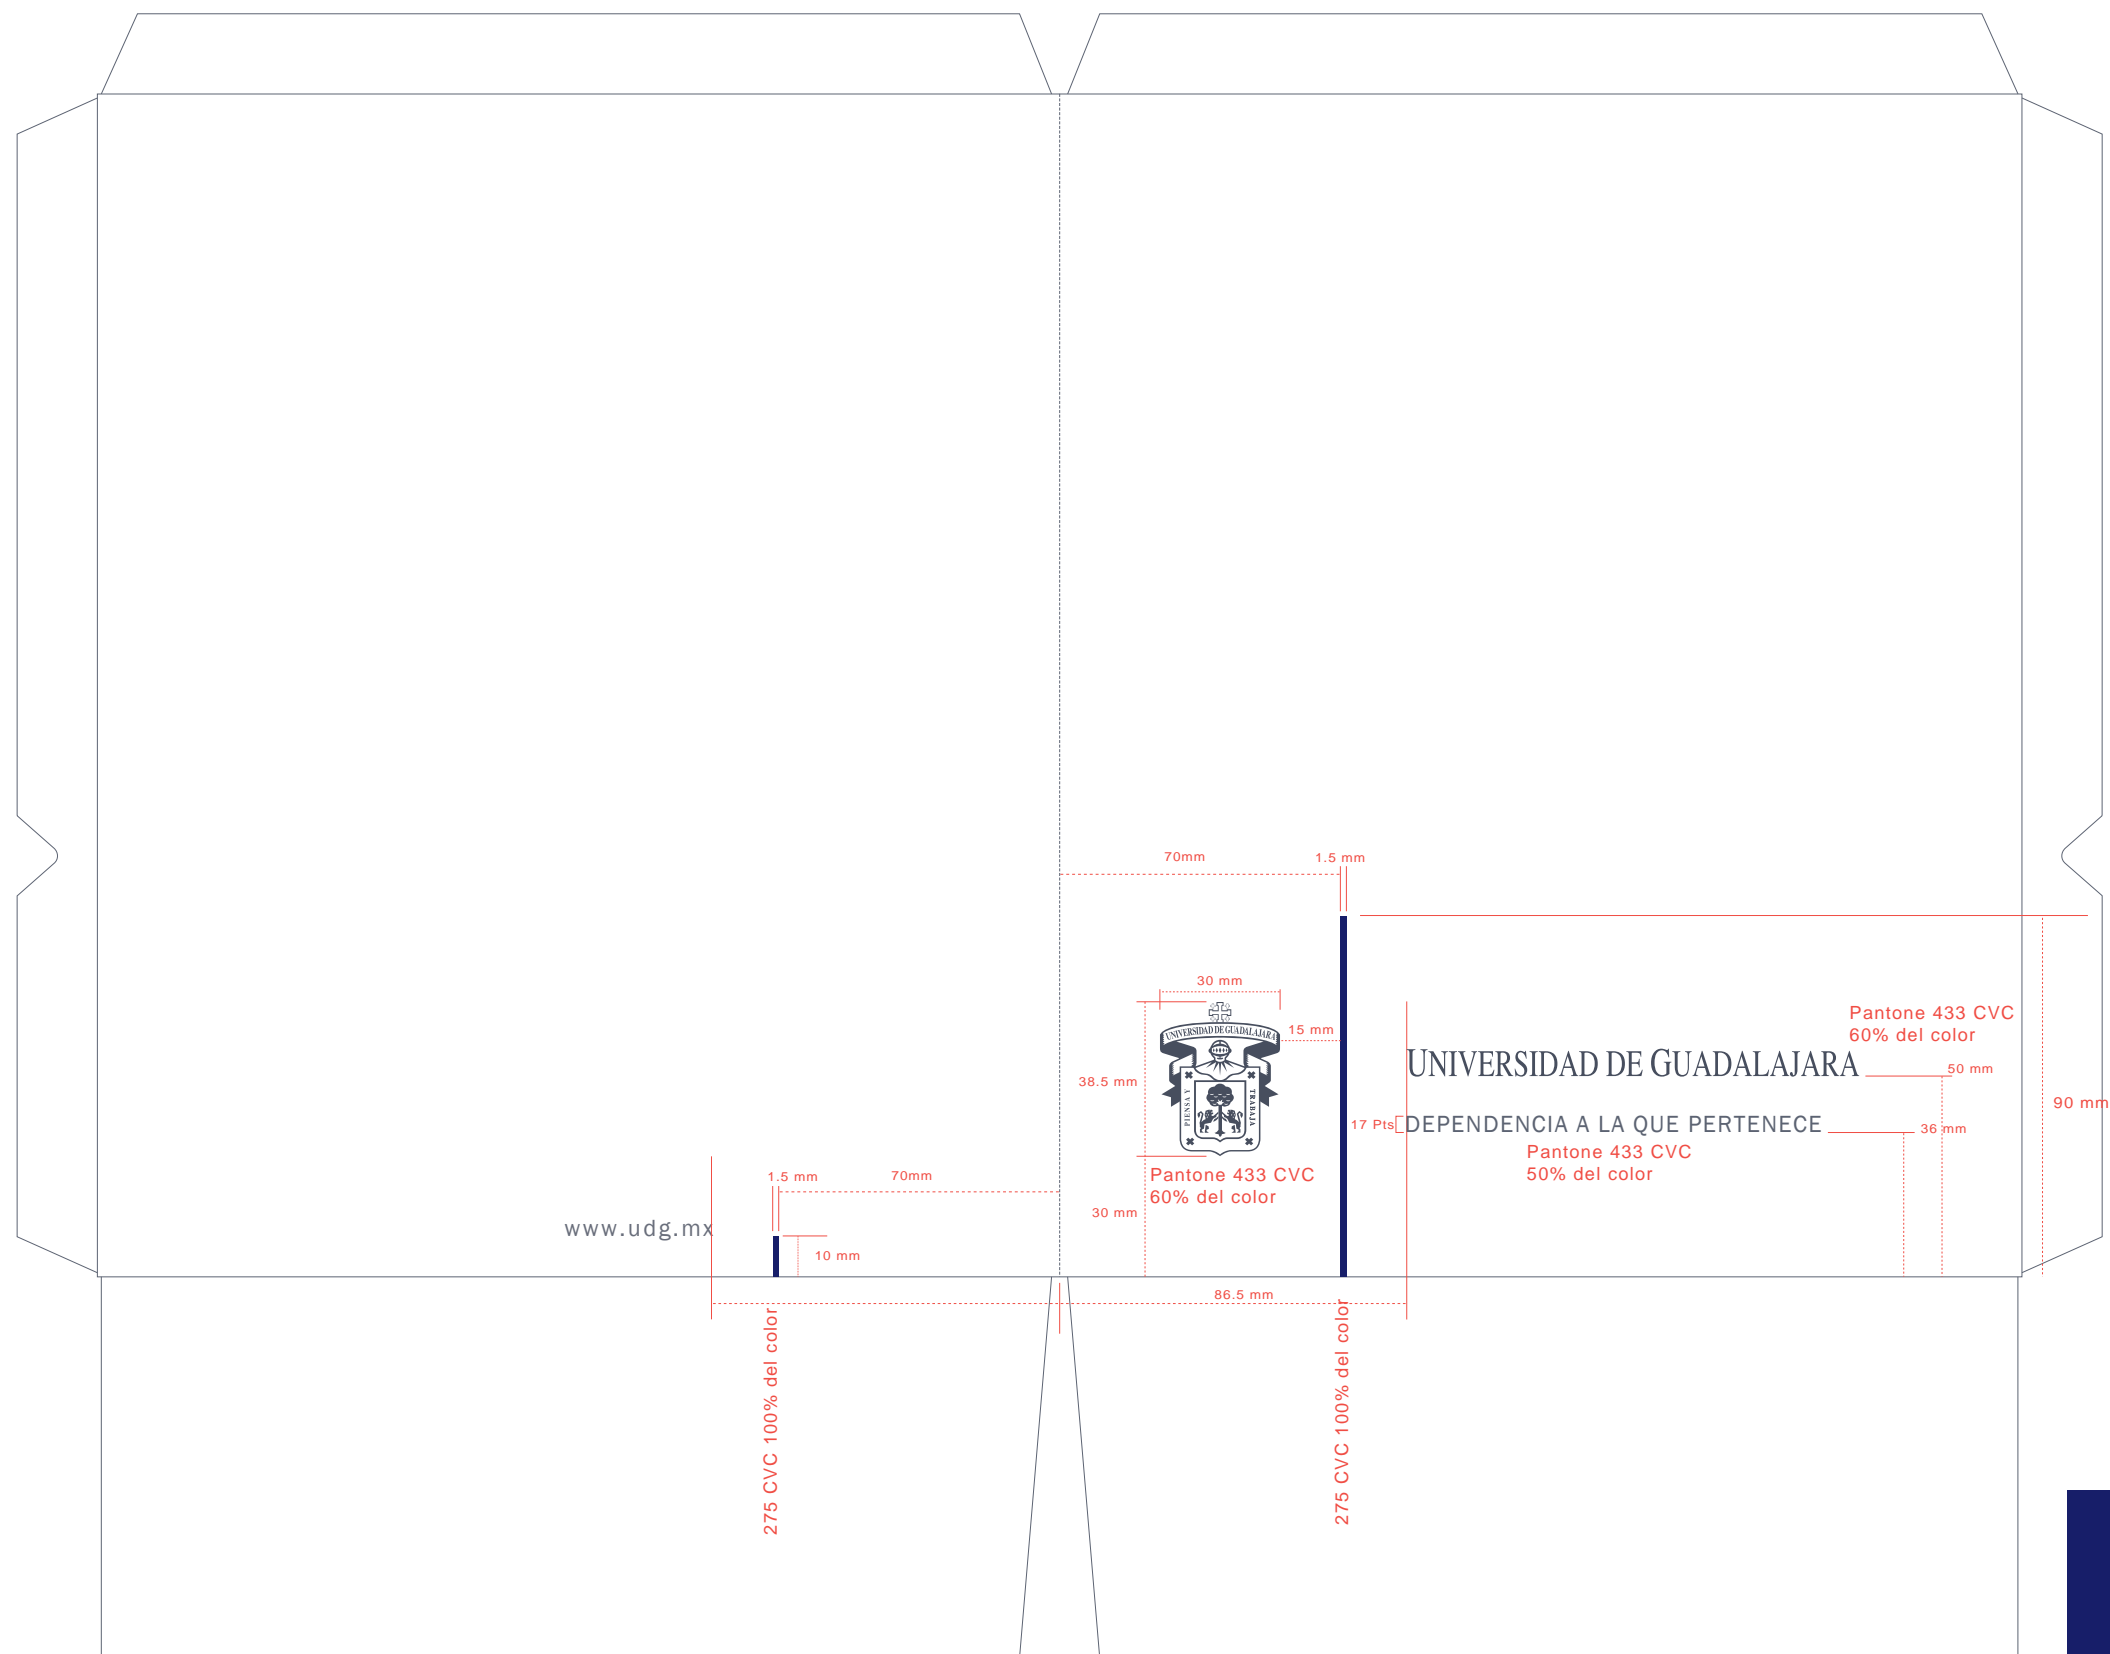 70mm
1.5 mm
30 mm
UNIVERSIDAD DE GUADALAJARA
15 mm
38.5 mm
PIENSA Y
TRABAJA
Pantone 433 CVC
60% del color
30 mm
Pantone 433 CVC
60% del color
UNIVERSIDAD DE GUADALAJARA
50 mm
90 mm
17 Pts
DEPENDENCIA A LA QUE PERTENECE
36 mm
Pantone 433 CVC
50% del color
1.5 mm
70mm
www.udg.mx
10 mm
86.5 mm
275 CVC 100% del color
275 CVC 100% del color